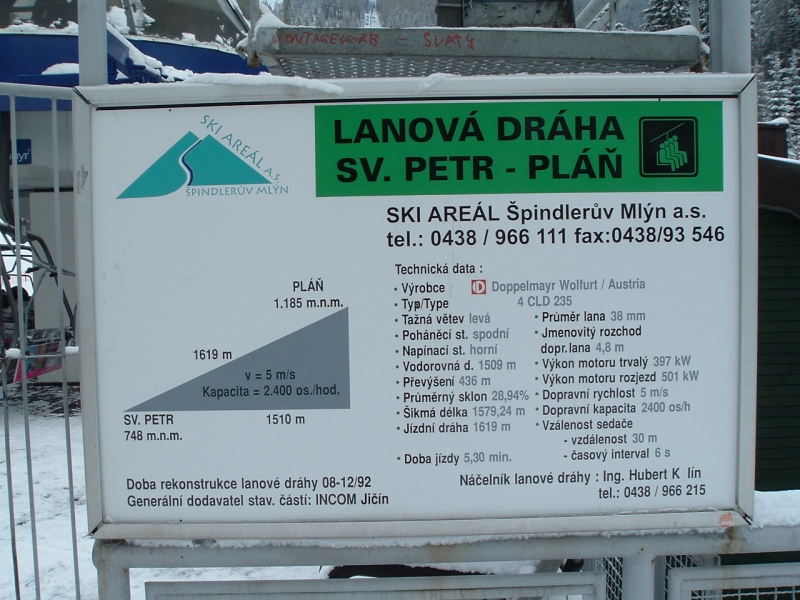 MONTAGEKORB - SVATÝ
SKI AREÁL a.s.
ŠPINDLERŮV MLÝN
LANOVÁ DRÁHA
SV. PETR - PLÁŇ
SKI AREÁL Špindlerův Mlýn a.s.
tel.: 0438 / 966 111 fax:0438/93 546
PLÁŇ
1.185 m.n.m.
1619 m
v = 5 m/s
Kapacita = 2.400 os./hod.
SV. PETR
748 m.n.m.
1510 m
Technická data :
• Výrobce Doppelmayr Wolfurt / Austria
• Typ/Type 4 CLD 235
• Tažná větev levá
• Poháněcí st. spodní
• Napínací st. horní
• Vodorovná d. 1509 m
• Převýšení 436 m
• Průměrný sklon 28,94%
• Šikmá délka 1579,24 m
• Jízdní dráha 1619 m
• Doba jízdy 5,30 min.
• Průměr lana 38 mm
• Jmenovitý rozchod
dopr.lana 4,8 m
• Výkon motoru trvalý 397 kW
• Výkon motoru rozjezd 501 kW
• Dopravní rychlost 5 m/s
• Dopravní kapacita 2400 os/h
• Vzálenost sedače
- vzdálenost 30 m
- časový interval 6 s
Doba rekonstrukce lanové dráhy 08-12/92
Generální dodavatel stav. částí: INCOM Jičín
Náčelník lanové dráhy : Ing. Hubert K lín
tel.: 0438 / 966 215